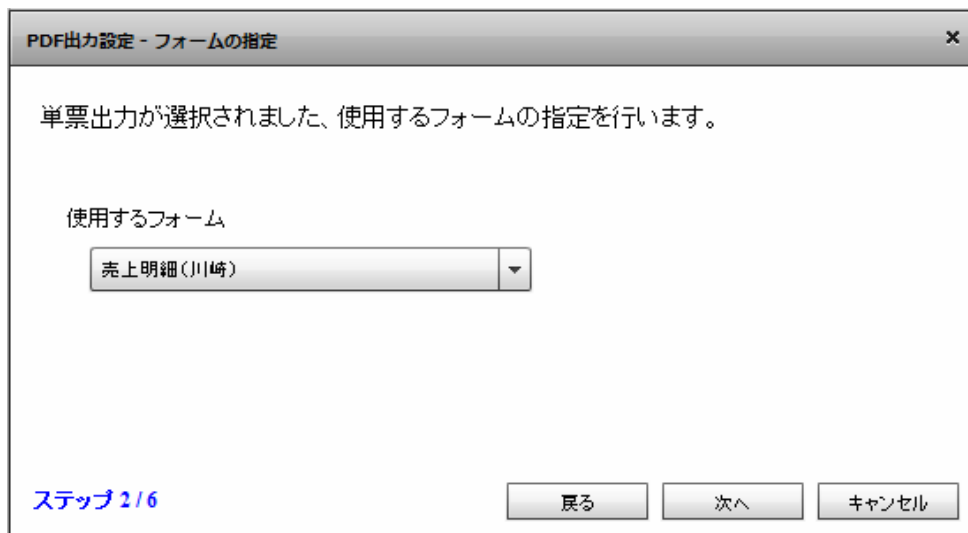 PDF出力設定 - フォームの指定
×
単票出力が選択されました、使用するフォームの指定を行います。
使用するフォーム
売上明細(川崎)
ステップ 2 / 6
戻る
次へ
キャンセル